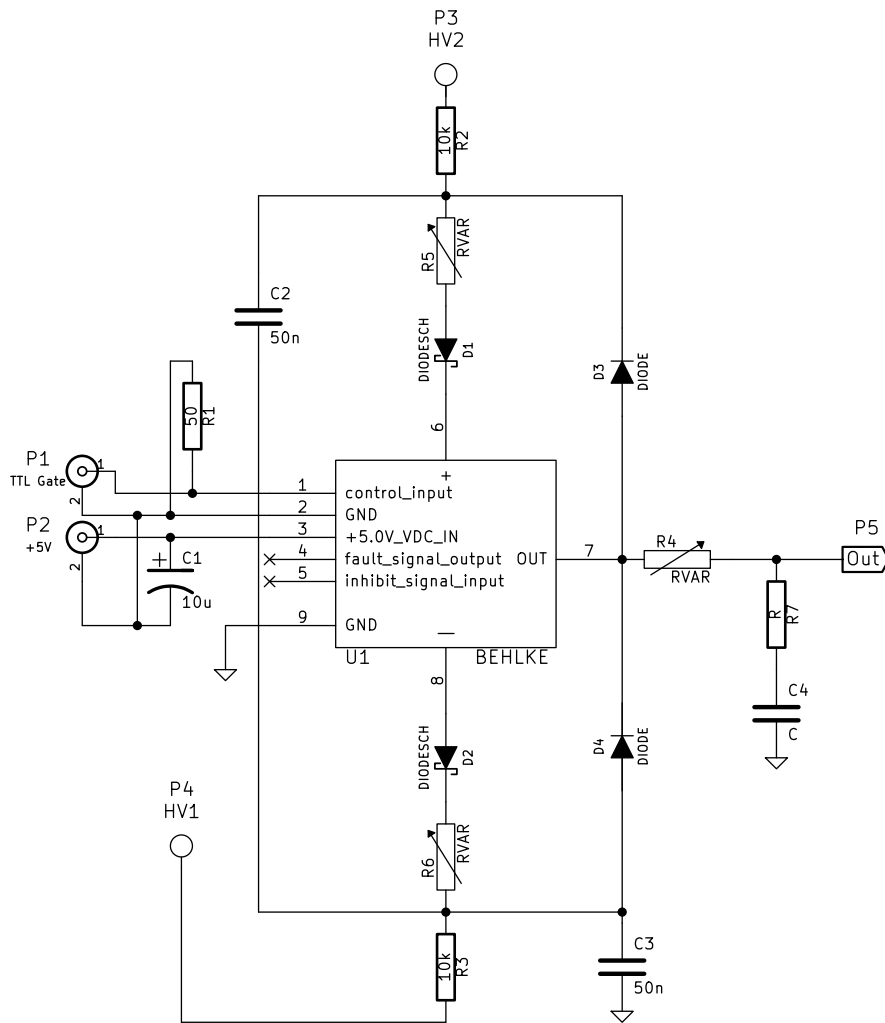 P3
HV2
10k
R2
RVAR
R5
C2
50n
DIODESCH
D1
D3
DIODE
50
R1
6
P1
TTL Gate
1
2
P2
+5V
1
2
+
C1
10u
1
2
3
4
5
9
+
control_input
GND
+5.0V_VDC_IN
fault_signal_output
OUT
inhibit_signal_input
GND
—
U1
BEHLKE
7
R4
RVAR
P5
Out
R
R7
C4
C
8
DIODESCH
D2
D4
DIODE
P4
HV1
RVAR
R6
10k
R3
C3
50n